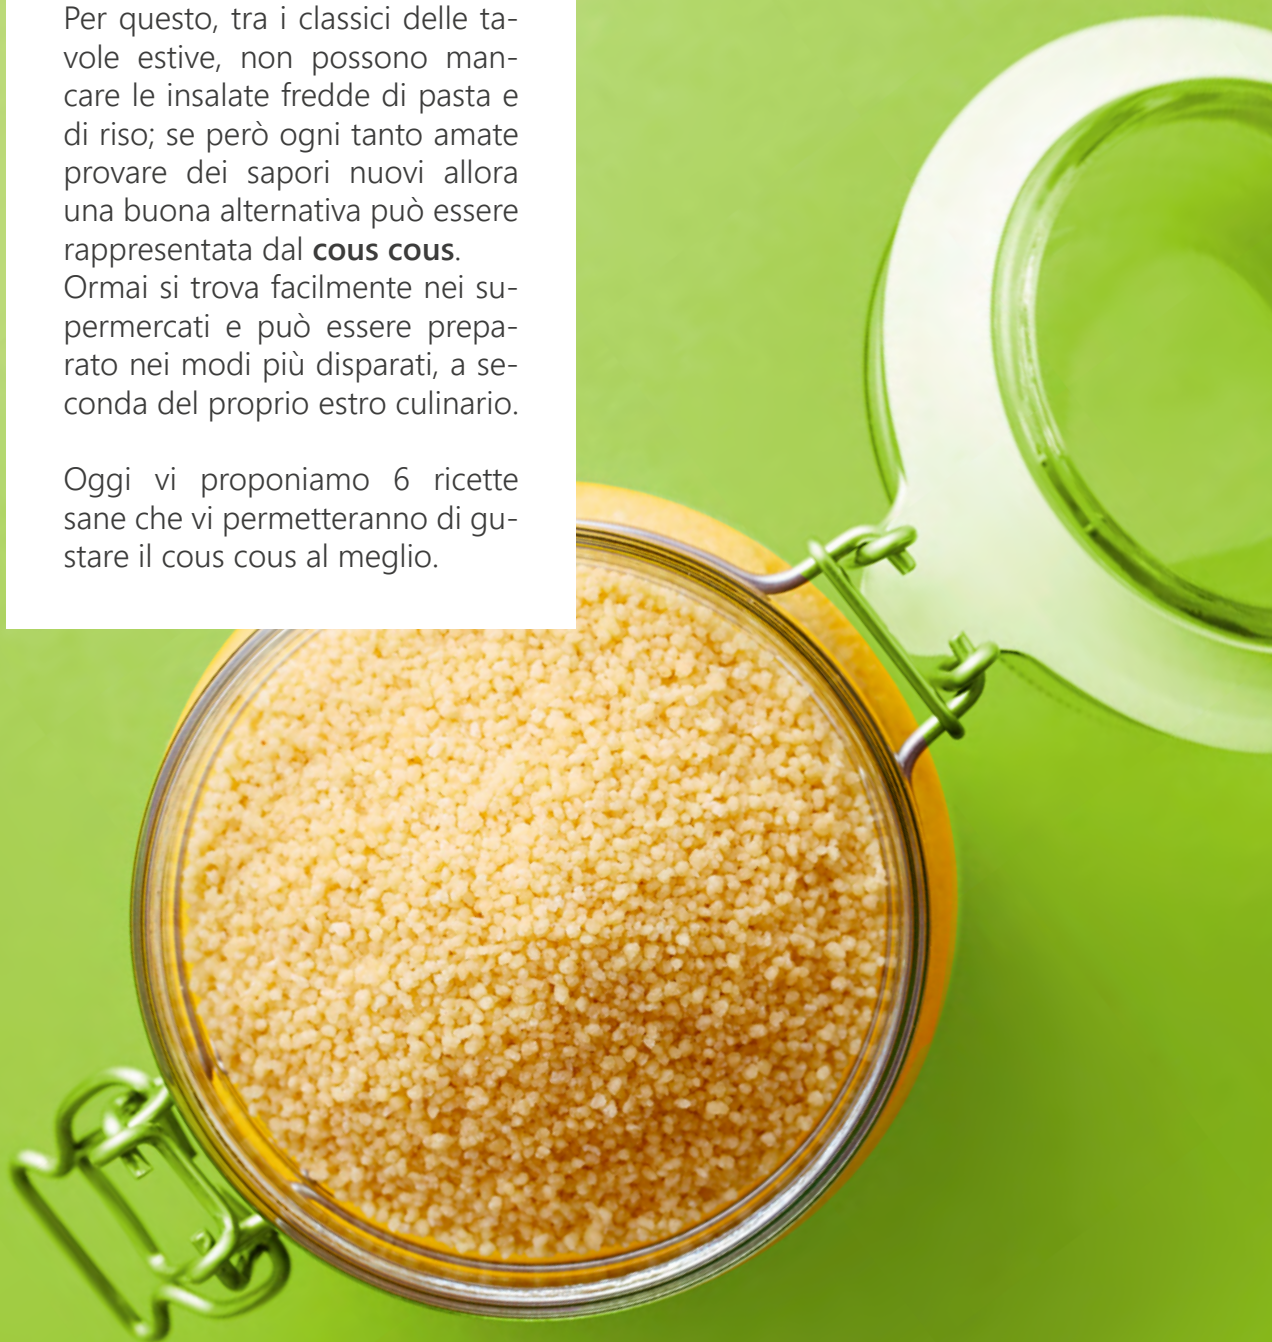 Per questo, tra i classici delle ta-
vole estive, non possono man-
care le insalate fredde di pasta e
di riso; se però ogni tanto amate
provare dei sapori nuovi allora
una buona alternativa può essere
rappresentata dal cous cous.
Ormai si trova facilmente nei su-
permercati e può essere prepa-
rato nei modi più disparati, a se-
conda del proprio estro culinario.
Oggi vi proponiamo 6 ricette
sane che vi permetteranno di gu-
stare il cous cous al meglio.